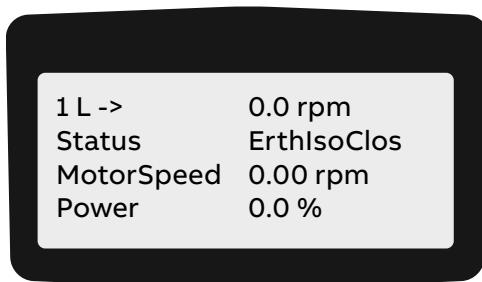 1 L -> 0.0 rpm
Status ErthIsoClos
MotorSpeed 0.00 rpm
Power 0.0 %